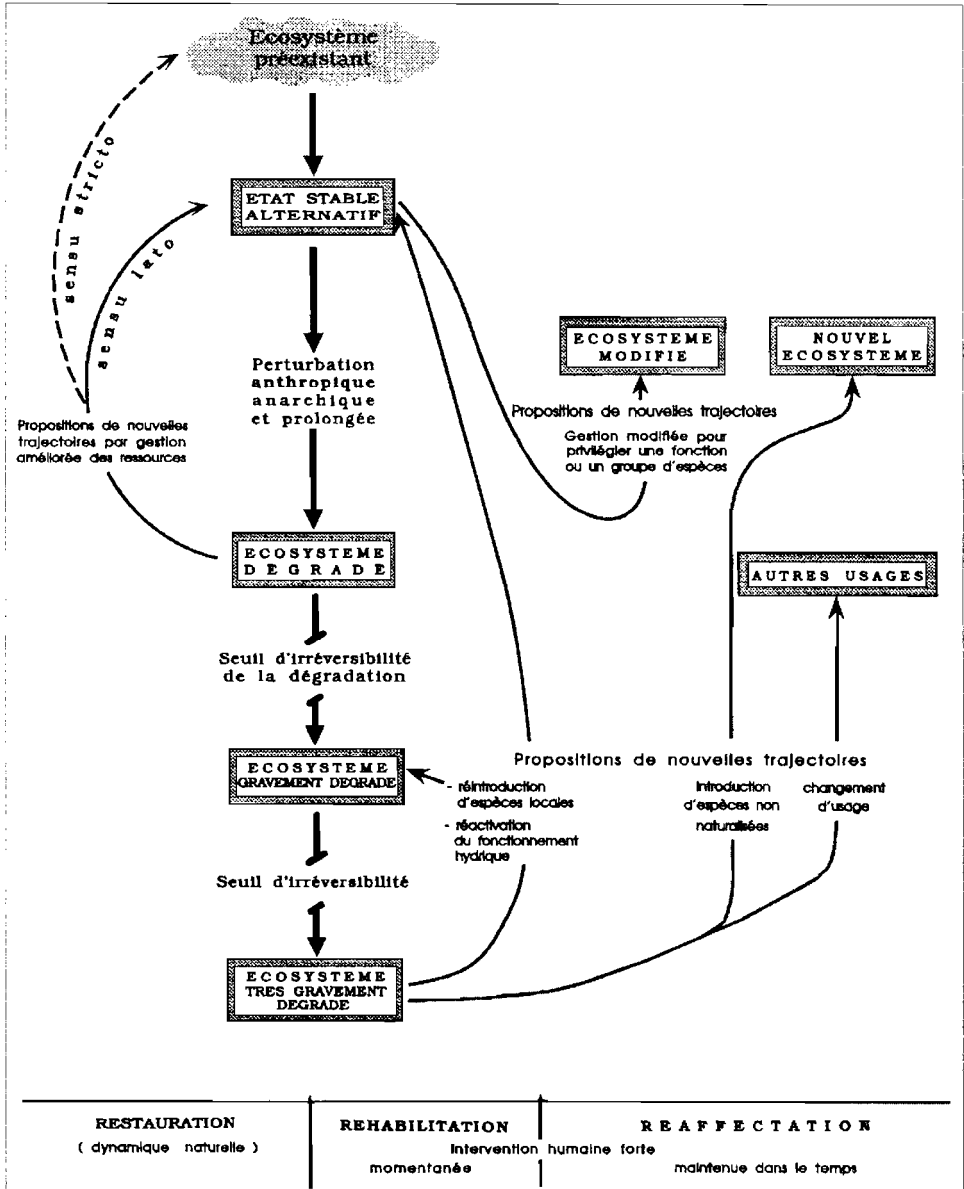 Ecosystème
préexistant
sensu stricto
ETAT STABLE
ALTERNATIF
sensu lato
Perturbation
anthropique
anarchique
et prolongée
Propositions de nouvelles
trajectoires par gestion
améliorée des ressources
ECOSYSTEME
MODIFIE
NOUVEL
ECOSYSTEME
Propositions de nouvelles trajectoires
Gestion modifiée pour
privilégier une fonction
ou un groupe d'espèces
ECOSYSTEME
DEGRADE
AUTRES USAGES
Seuil d'irréversibilité
de la dégradation
ECOSYSTEME
GRAVEMENT DEGRADE
Propositions de nouvelles trajectoires
- réintroduction
d'espèces locales
- réactivation
du fonctionnement
hydrique
introduction
d'espèces non
naturalisées
changement
d'usage
Seuil d'irréversibilité
ECOSYSTEME
TRES GRAVEMENT
DEGRADE
RESTAURATION
( dynamique naturelle )
REHABILITATION
REAFFECTATION
Intervention humaine forte
momentanée
maintenue dans le temps